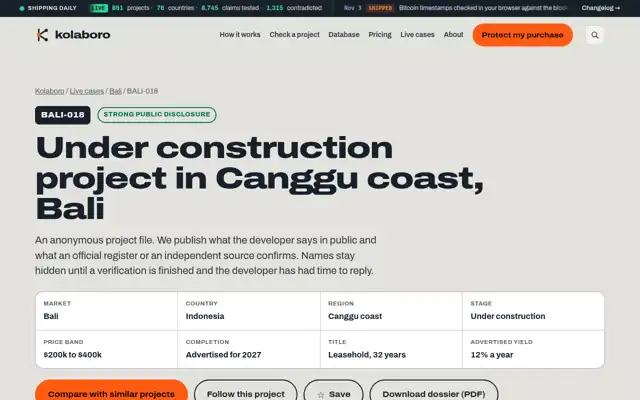 SHIPPING DAILY LIVE 861 projects · 76 countries · 8,745 claims tested · 1,315 contradicted Nov 3 SHIPPED Bitcoin timestamps checked in your browser against the Changelog →
kolaboro How it works Check a project Database Pricing Live cases About Protect my purchase
Kolaboro / Live cases / Bali / BALI-018
BALI-018 STRONG PUBLIC DISCLOSURE
Under construction
project in Canggu coast,
Bali
An anonymous project file. We publish what the developer says in public and
what an official register or an independent source confirms. Names stay
hidden until a verification is finished and the developer has had time to reply.
MARKET COUNTRY REGION STAGE
Bali Indonesia Canggu coast Under construction
PRICE BAND COMPLETION TITLE ADVERTISED YIELD
$200k to $400k Advertised for 2027 Leasehold, 32 years 12% a year
Compare with similar projects Follow this project ☆ Save Download dossier (PDF)